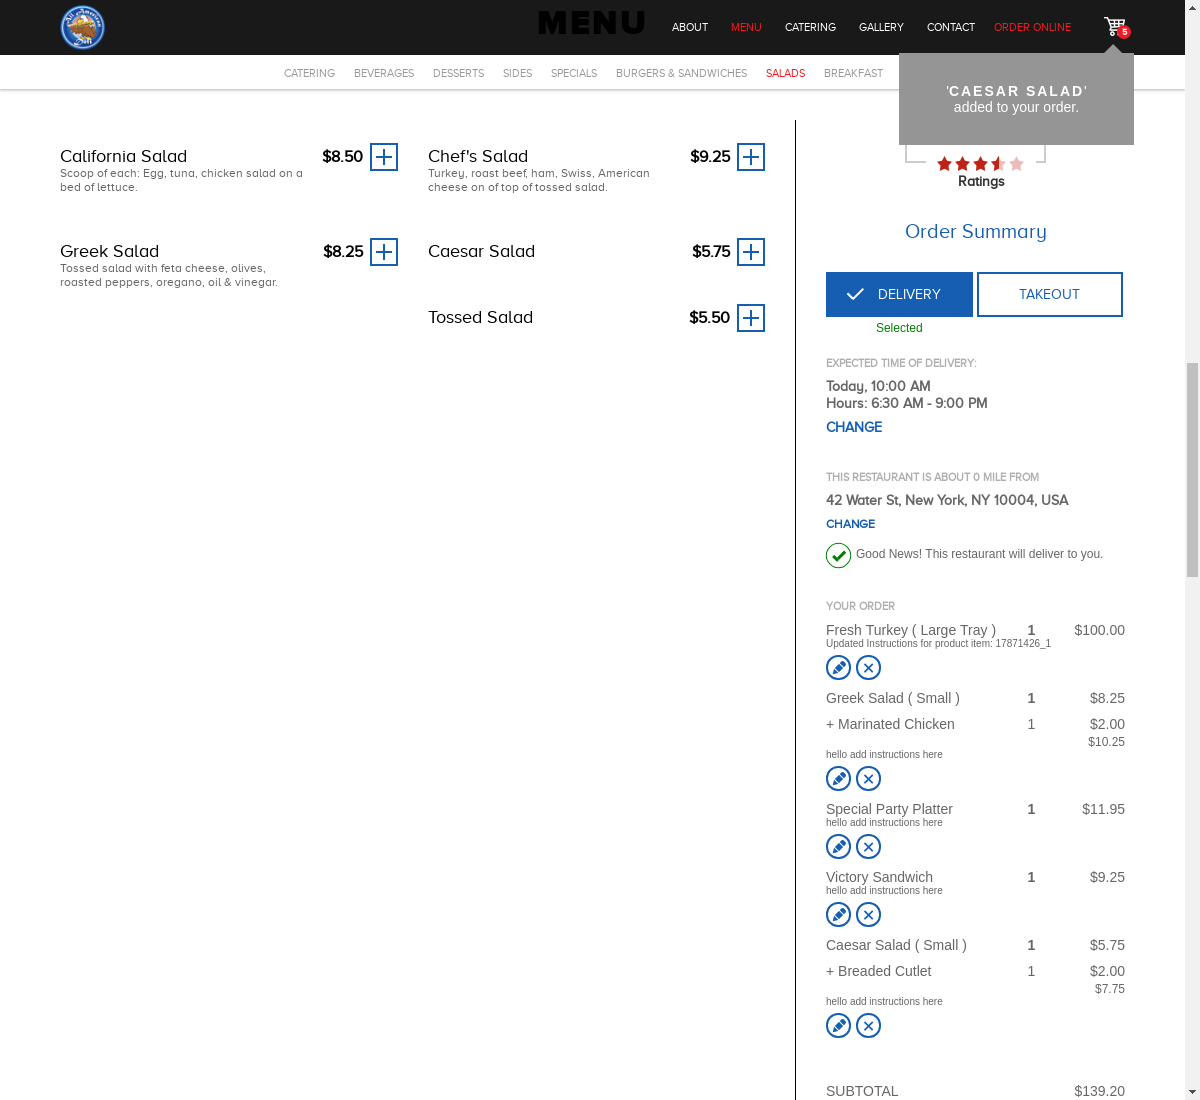 MENU
ABOUT
MENU
CATERING
GALLERY
CONTACT
ORDER ONLINE
5
CATERING
BEVERAGES
DESSERTS
SIDES
SPECIALS
BURGERS & SANDWICHES
SALADS
BREAKFAST
'CAESAR SALAD'
added to your order.
California Salad
$8.50
Scoop of each: Egg, tuna, chicken salad on a
bed of lettuce.
Chef's Salad
$9.25
Turkey, roast beef, ham, Swiss, American
cheese on of top of tossed salad.
Greek Salad
$8.25
Tossed salad with feta cheese, olives,
roasted peppers, oregano, oil & vinegar.
Caesar Salad
$5.75
Tossed Salad
$5.50
Ratings
Order Summary
DELIVERY
TAKEOUT
Selected
EXPECTED TIME OF DELIVERY:
Today, 10:00 AM
Hours: 6:30 AM - 9:00 PM
CHANGE
THIS RESTAURANT IS ABOUT 0 MILE FROM
42 Water St, New York, NY 10004, USA
CHANGE
Good News! This restaurant will deliver to you.
YOUR ORDER
Fresh Turkey ( Large Tray ) 1 $100.00
Updated Instructions for product item: 17871426_1
Greek Salad ( Small ) 1 $8.25
+ Marinated Chicken 1 $2.00
$10.25
hello add instructions here
Special Party Platter 1 $11.95
hello add instructions here
Victory Sandwich 1 $9.25
hello add instructions here
Caesar Salad ( Small ) 1 $5.75
+ Breaded Cutlet 1 $2.00
$7.75
hello add instructions here
SUBTOTAL $139.20